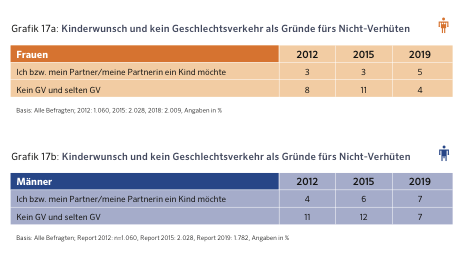 Grafik 17a: Kinderwunsch und kein Geschlechtsverkehr als Gründe fürs Nicht-Verhüten
Frauen 2012 2015 2019
Ich bzw. mein Partner/meine Partnerin ein Kind möchte 3 3 5
Kein GV und selten GV 8 11 4
Basis: Alle Befragten; 2012: 1.060, 2015: 2.028, 2018: 2.009, Angaben in %
Grafik 17b: Kinderwunsch und kein Geschlechtsverkehr als Gründe fürs Nicht-Verhüten
Männer 2012 2015 2019
Ich bzw. mein Partner/meine Partnerin ein Kind möchte 4 6 7
Kein GV und selten GV 11 12 7
Basis: Alle Befragten; Report 2012: n=1.060, Report 2015: 2.028, Report 2019: 1.782, Angaben in %